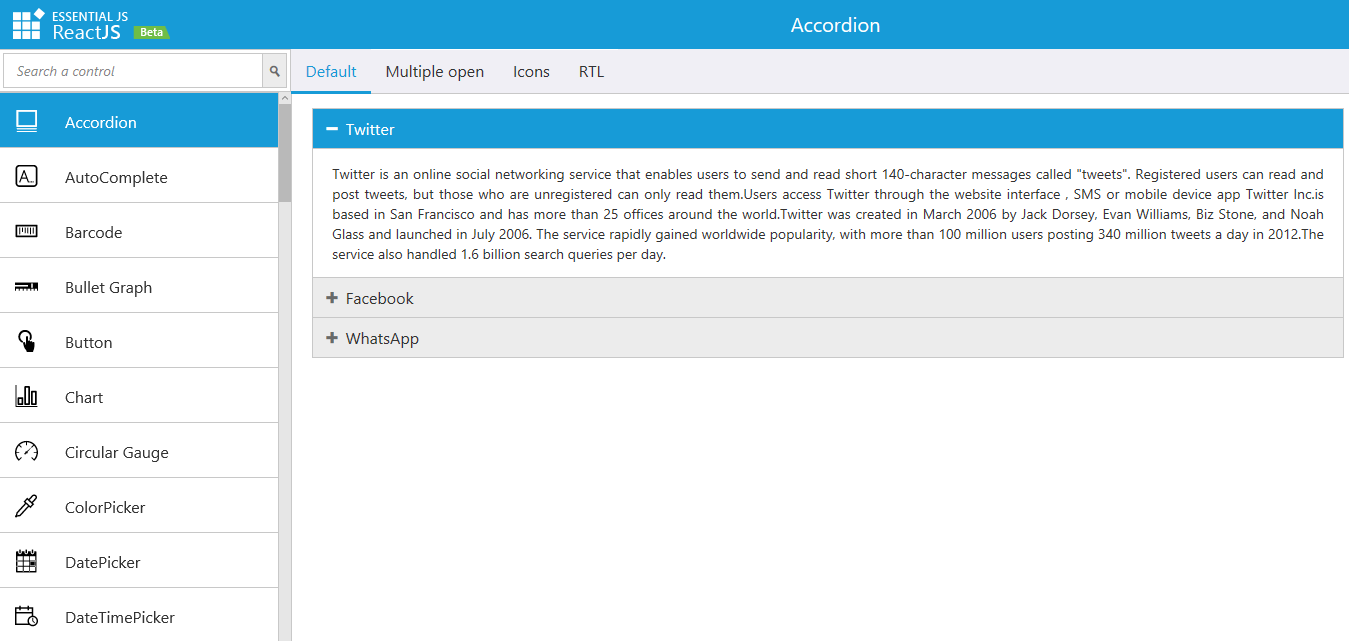 ESSENTIAL JS
ReactJS Beta
Accordion
Search a control
Default Multiple open Icons RTL
Accordion
AutoComplete
Barcode
Bullet Graph
Button
Chart
Circular Gauge
ColorPicker
DatePicker
DateTimePicker
Twitter
Twitter is an online social networking service that enables users to send and read short 140-character messages called "tweets". Registered users can read and
post tweets, but those who are unregistered can only read them.Users access Twitter through the website interface , SMS or mobile device app Twitter Inc.is
based in San Francisco and has more than 25 offices around the world.Twitter was created in March 2006 by Jack Dorsey, Evan Williams, Biz Stone, and Noah
Glass and launched in July 2006. The service rapidly gained worldwide popularity, with more than 100 million users posting 340 million tweets a day in 2012.The
service also handled 1.6 billion search queries per day.
Facebook
WhatsApp